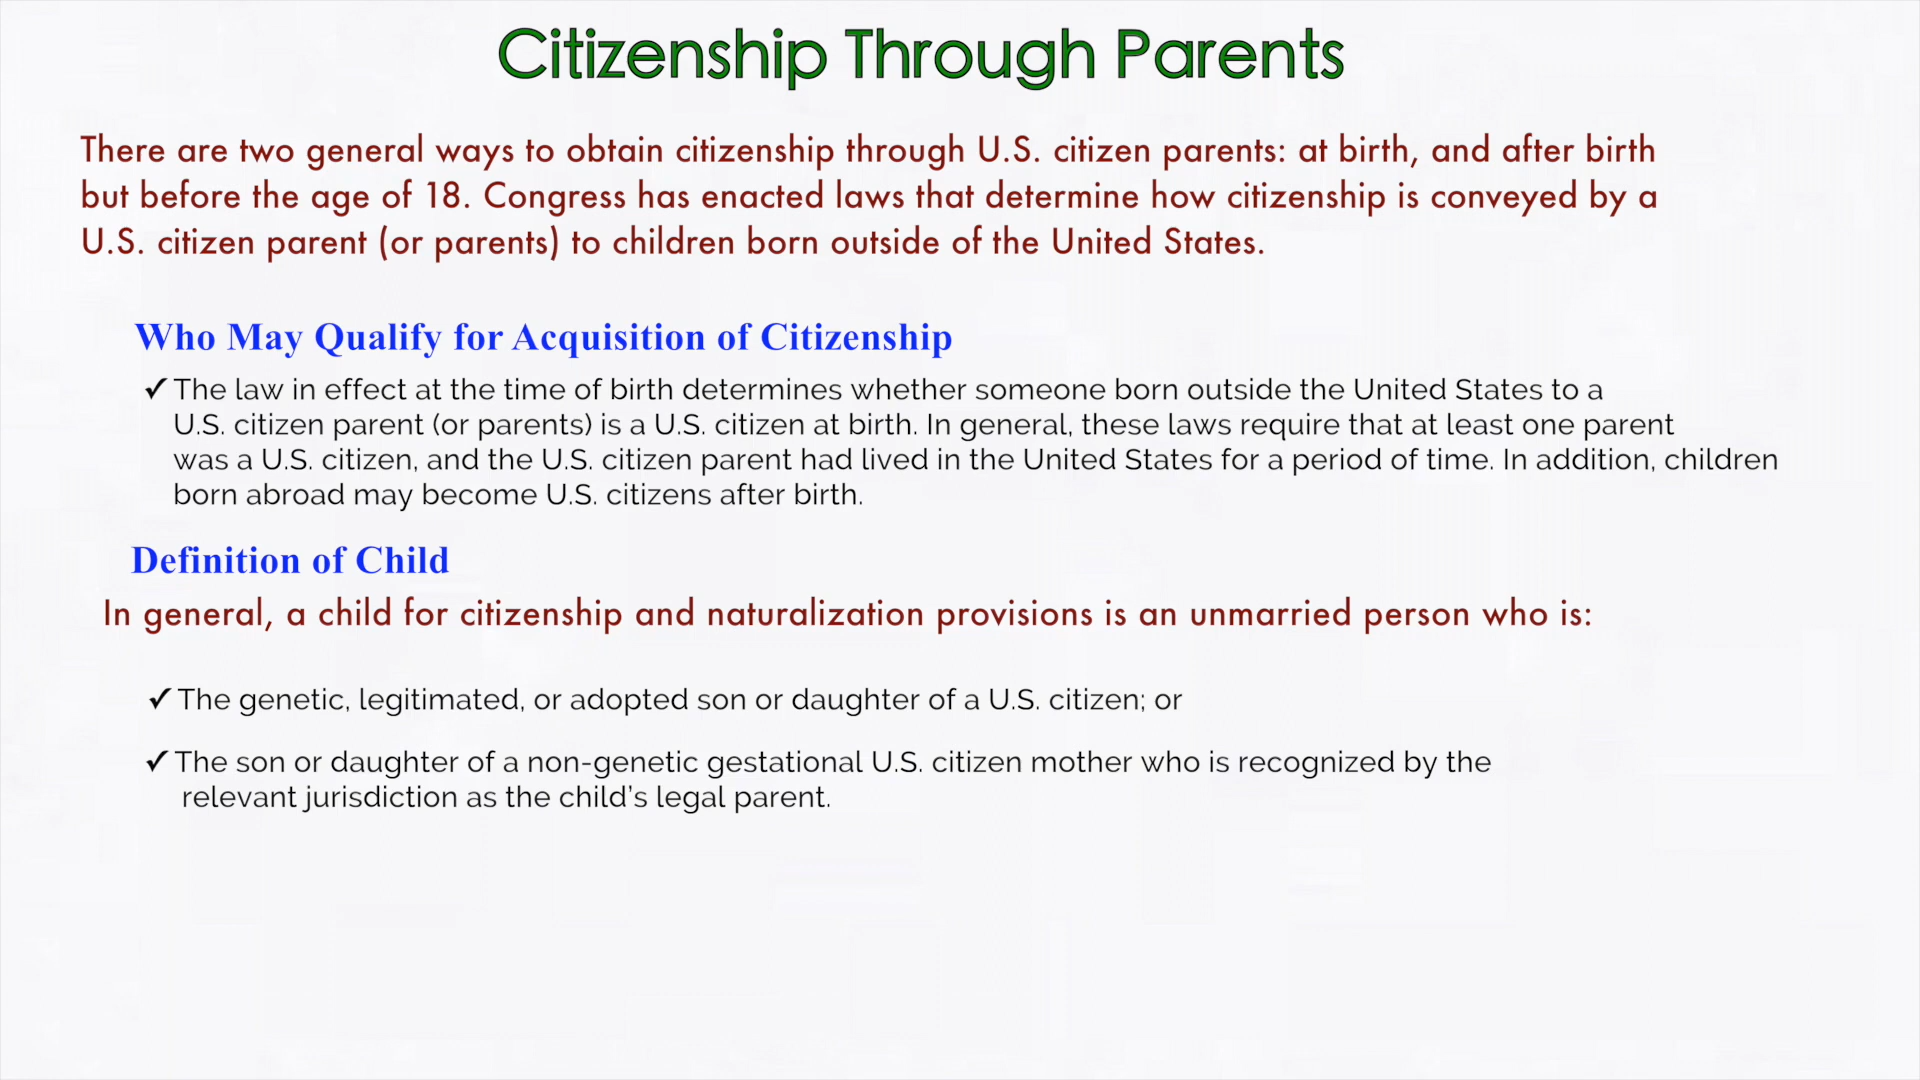 Citizenship Through Parents
There are two general ways to obtain citizenship through U.S. citizen parents: at birth, and after birth
but before the age of 18. Congress has enacted laws that determine how citizenship is conveyed by a
U.S. citizen parent (or parents) to children born outside of the United States.
Who May Qualify for Acquisition of Citizenship
✓ The law in effect at the time of birth determines whether someone born outside the United States to a
U.S. citizen parent (or parents) is a U.S. citizen at birth. In general, these laws require that at least one parent
was a U.S. citizen, and the U.S. citizen parent had lived in the United States for a period of time. In addition, children
born abroad may become U.S. citizens after birth.
Definition of Child
In general, a child for citizenship and naturalization provisions is an unmarried person who is:
✓ The genetic, legitimated, or adopted son or daughter of a U.S. citizen; or
✓ The son or daughter of a non-genetic gestational U.S. citizen mother who is recognized by the
relevant jurisdiction as the child’s legal parent.